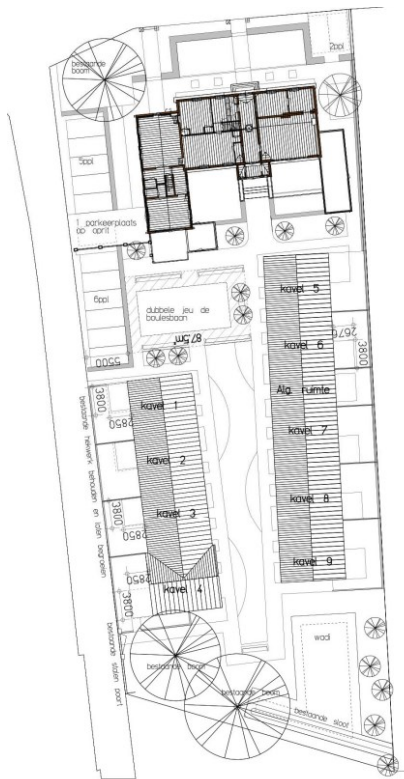 bestaande
boom
2ppl
5ppl
1 parkeerplaats
op oprit
6ppl
dubbele jeu de
boulesbaan
87,5m²
5500
kavel 5
kavel 6
2670
3800
Alg. ruimte
kavel 7
kavel 8
kavel 9
kavel 1
3800
2850
kavel 2
kavel 3
3800
2850
2850
kavel 4
3800
bestaande hekwerk behouden en laten begroeien
bestaande stalen poort
bestaande boom
bestaande boom
wadi
bestaande sloot